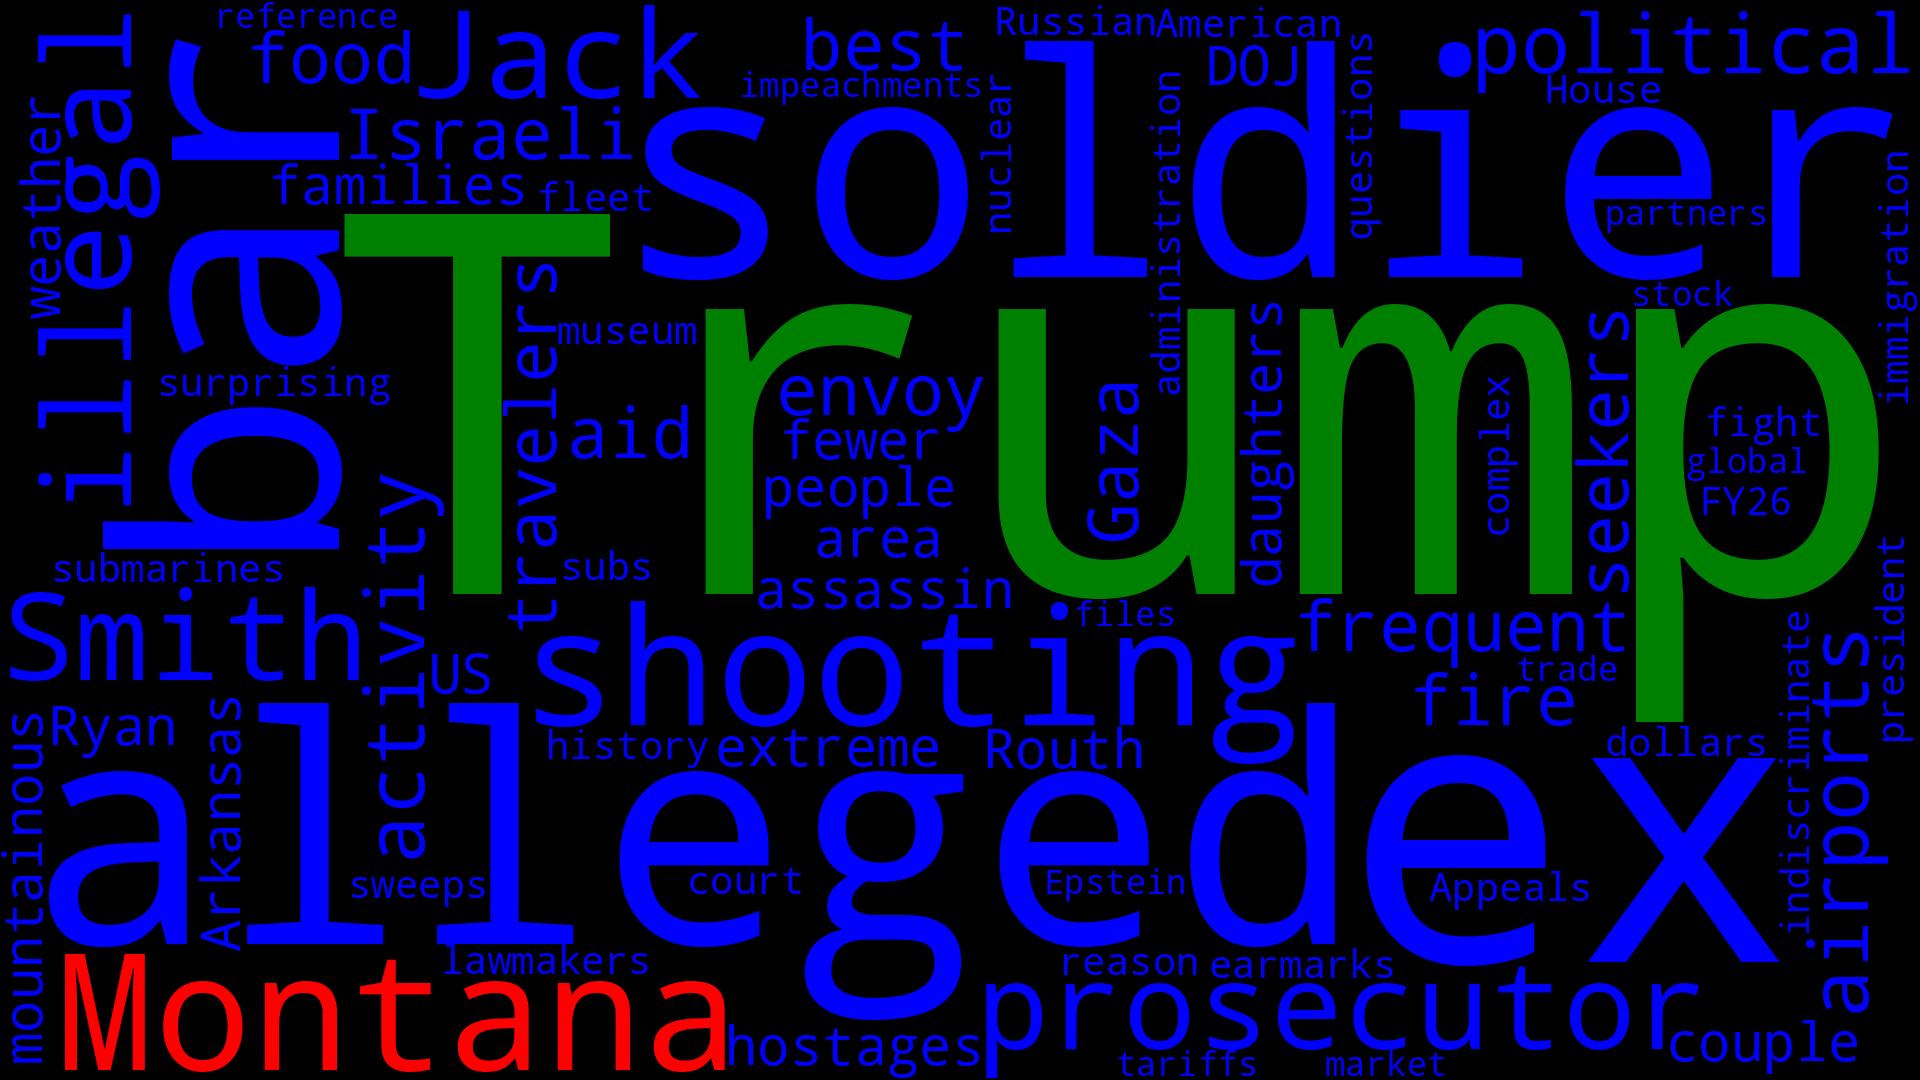 reference
food
Jack
best
Russian
American
political
illegal
bar
Israeli
impeachments
DOJ
House
questions
soldier
nuclear
administration
weather
families
fleet
partners
immigration
Trump
travelers
museum
stock
surprising
envoy
aid
fewer
people
area
assassin
Gaza
daughters
complex
seekers
fight
global
FY26
activity
submarines
subs
Smith
US
shooting
files
frequent
trade
fire
indiscriminate
airports
president
Ryan
Arkansas
mountainous
history
extreme
Routh
dollars
alleged
ex
sweeps
court
Epstein
Appeals
Montana
lawmakers
reason
earmarks
prosecutor
hostages
couple
tariffs
market